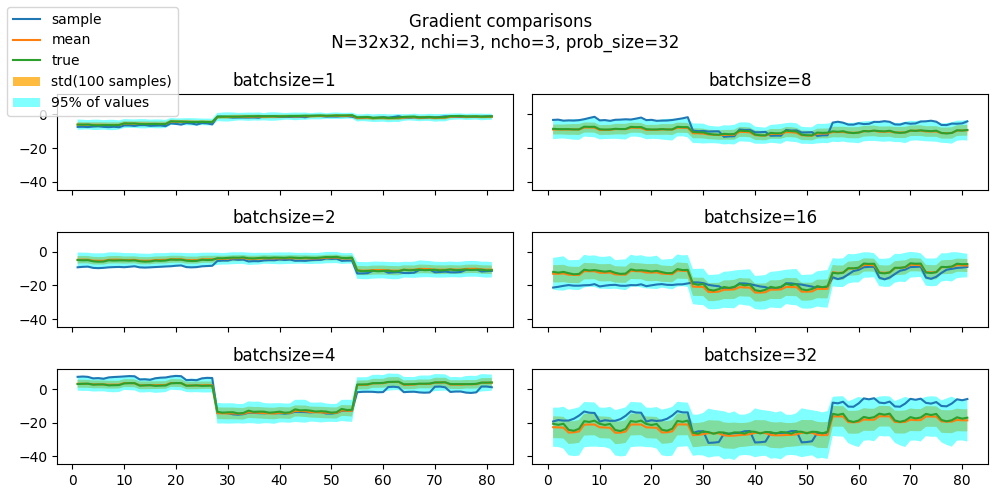 sample
mean
true
std(100 samples)
95% of values
Gradient comparisons
N=32x32, nchi=3, ncho=3, prob_size=32
batchsize=1
0
−20
−40
batchsize=8
batchsize=2
0
−20
−40
batchsize=16
batchsize=4
0
−20
−40
0 10 20 30 40 50 60 70 80
batchsize=32
0 10 20 30 40 50 60 70 80